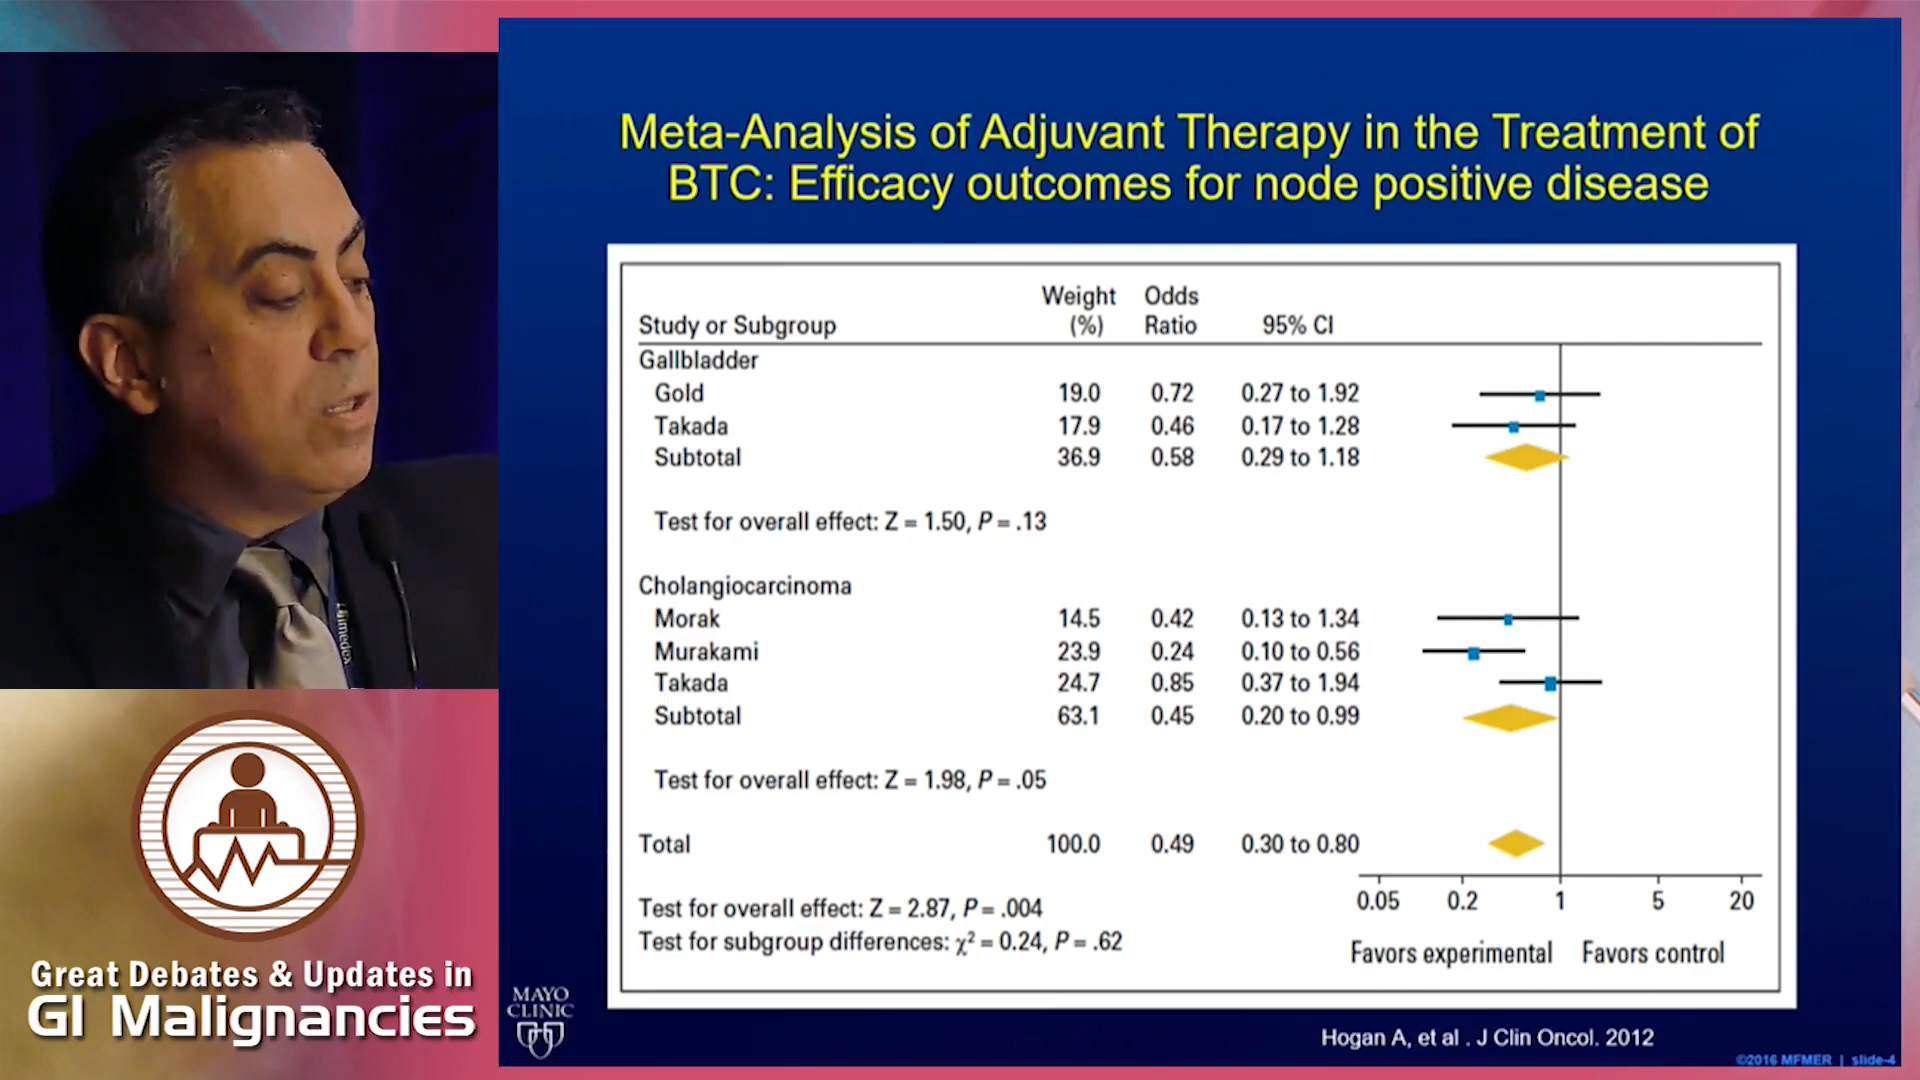 Meta-Analysis of Adjuvant Therapy in the Treatment of
BTC: Efficacy outcomes for node positive disease
Weight Odds
Study or Subgroup (%) Ratio 95% CI
Gallbladder
Gold 19.0 0.72 0.27 to 1.92
Takada 17.9 0.46 0.17 to 1.28
Subtotal 36.9 0.58 0.29 to 1.18
Test for overall effect: Z = 1.50, P = .13
Cholangiocarcinoma
Morak 14.5 0.42 0.13 to 1.34
Murakami 23.9 0.24 0.10 to 0.56
Takada 24.7 0.85 0.37 to 1.94
Subtotal 63.1 0.45 0.20 to 0.99
Test for overall effect: Z = 1.98, P = .05
Total 100.0 0.49 0.30 to 0.80
0.05 0.2 1 5 20
Test for overall effect: Z = 2.87, P = .004
Test for subgroup differences: χ² = 0.24, P = .62
Favors experimental Favors control
MAYO
CLINIC
Hogan A, et al . J Clin Oncol. 2012
©2016 MFMER | slide-4
imedex
Great Debates & Updates in
GI Malignancies